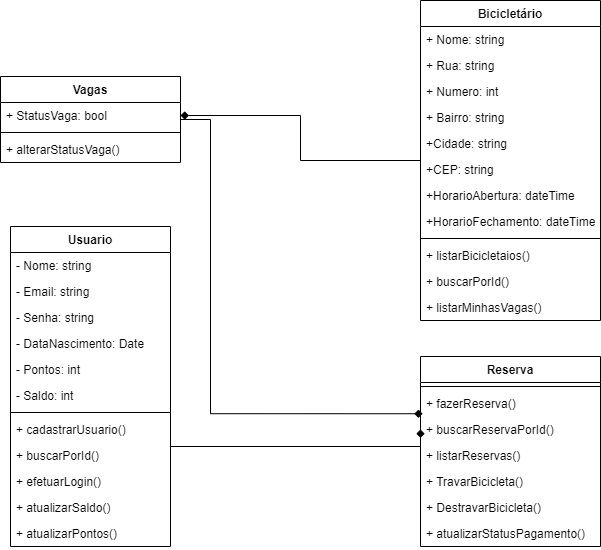 Vagas
+ StatusVaga: bool
+ alterarStatusVaga()
Bicicletário
+ Nome: string
+ Rua: string
+ Numero: int
+ Bairro: string
+Cidade: string
+CEP: string
+HorarioAbertura: dateTime
+HorarioFechamento: dateTime
+ listarBicicletaios()
+ buscarPorId()
+ listarMinhasVagas()
Usuario
- Nome: string
- Email: string
- Senha: string
- DataNascimento: Date
- Pontos: int
- Saldo: int
+ cadastrarUsuario()
+ buscarPorId()
+ efetuarLogin()
+ atualizarSaldo()
+ atualizarPontos()
Reserva
+ fazerReserva()
+ buscarReservaPorId()
+ listarReservas()
+ TravarBicicleta()
+ DestravarBicicleta()
+ atualizarStatusPagamento()